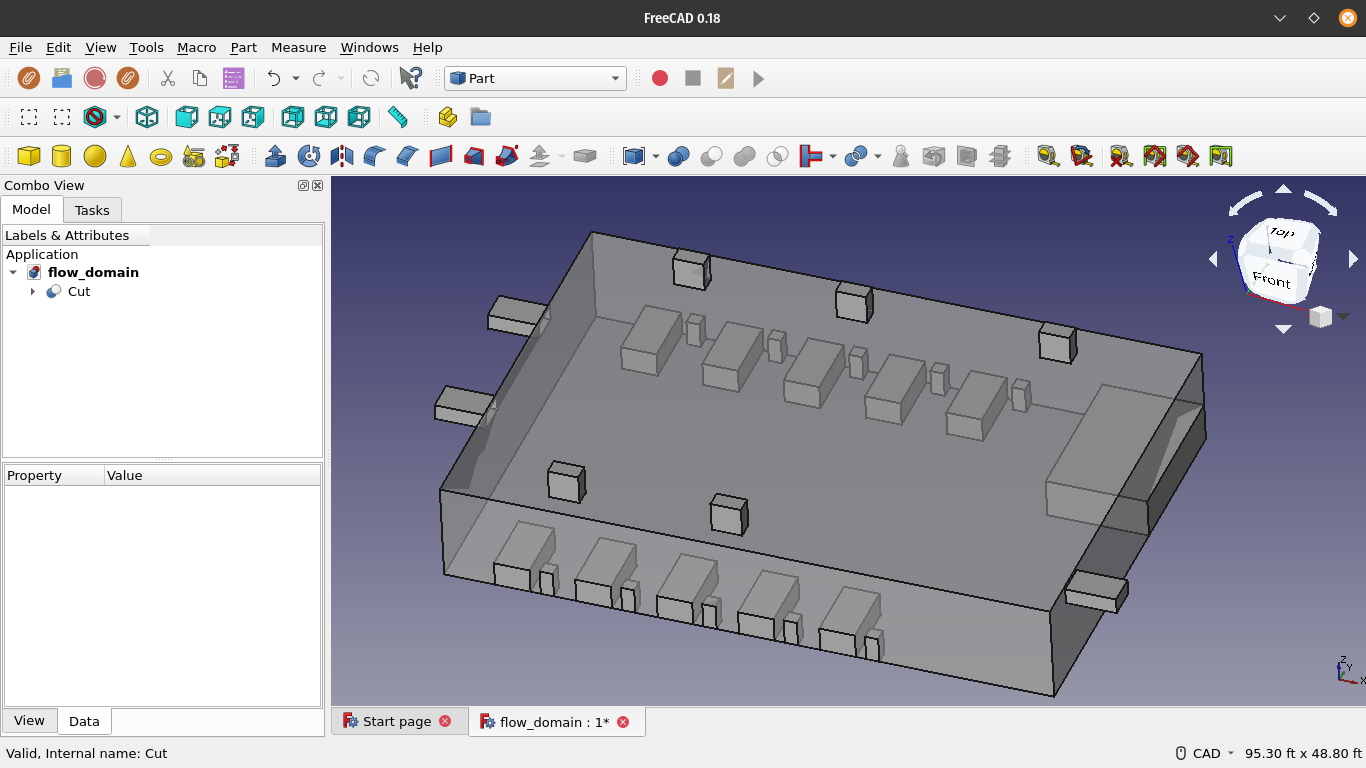 FreeCAD 0.18
File Edit View Tools Macro Part Measure Windows Help
Part
Combo View
Model Tasks
Labels & Attributes
Application
flow_domain
Cut
Property Value
View Data
Top
Front
Z
Z
Y
X
Start page
flow_domain : 1*
Valid, Internal name: Cut
CAD
95.30 ft x 48.80 ft